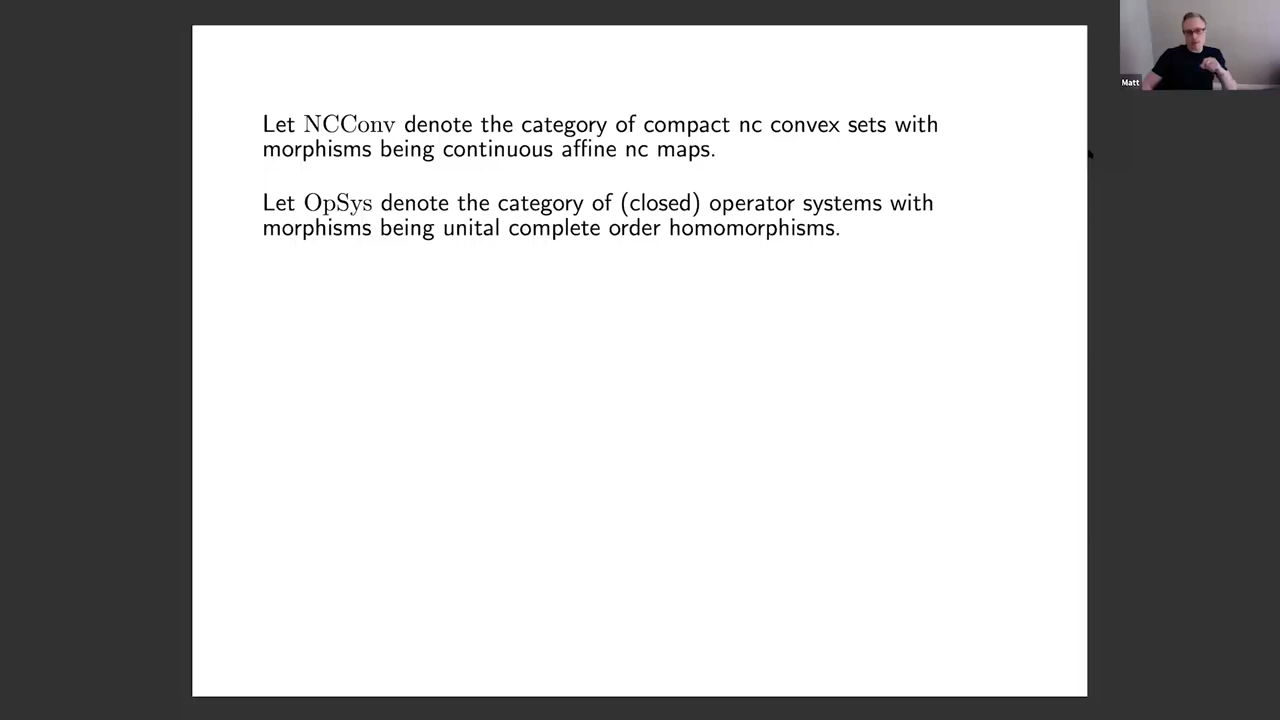 Let NCConv denote the category of compact nc convex sets with
morphisms being continuous affine nc maps.
Let OpSys denote the category of (closed) operator systems with
morphisms being unital complete order homomorphisms.
Matt